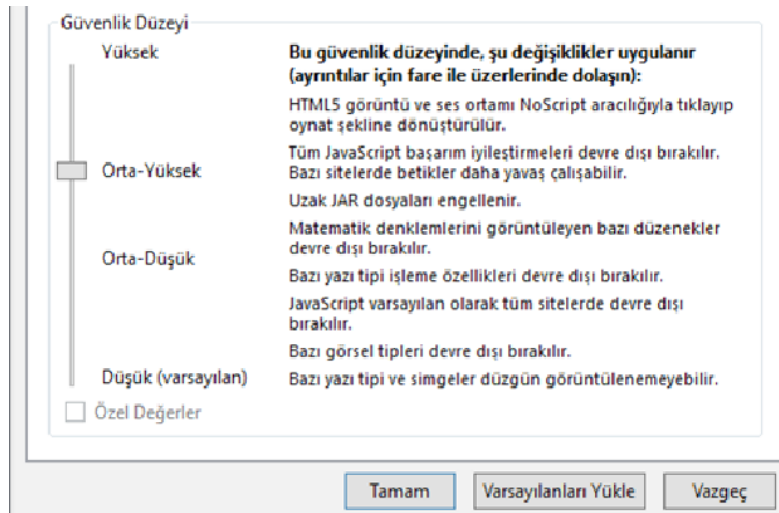 Güvenlik Düzeyi
Yüksek
Bu güvenlik düzeyinde, şu değişiklikler uygulanır
(ayrıntılar için fare ile üzerlerinde dolaşın):
HTML5 görüntü ve ses ortamı NoScript aracılığıyla tıklayıp
oynat şekline dönüştürülür.
Tüm JavaScript başarım iyileştirmeleri devre dışı bırakılır.
Bazı sitelerde betikler daha yavaş çalışabilir.
Orta-Yüksek
Uzak JAR dosyaları engellenir.
Matematik denklemlerini görüntüleyen bazı düzenekler
devre dışı bırakılır.
Orta-Düşük
Bazı yazı tipi işleme özellikleri devre dışı bırakılır.
JavaScript varsayılan olarak tüm sitelerde devre dışı
bırakılır.
Bazı görsel tipleri devre dışı bırakılır.
Düşük (varsayılan)
Bazı yazı tipi ve simgeler düzgün görüntülenemeyebilir.
Özel Değerler
Tamam
Varsayılanları Yükle
Vazgeç